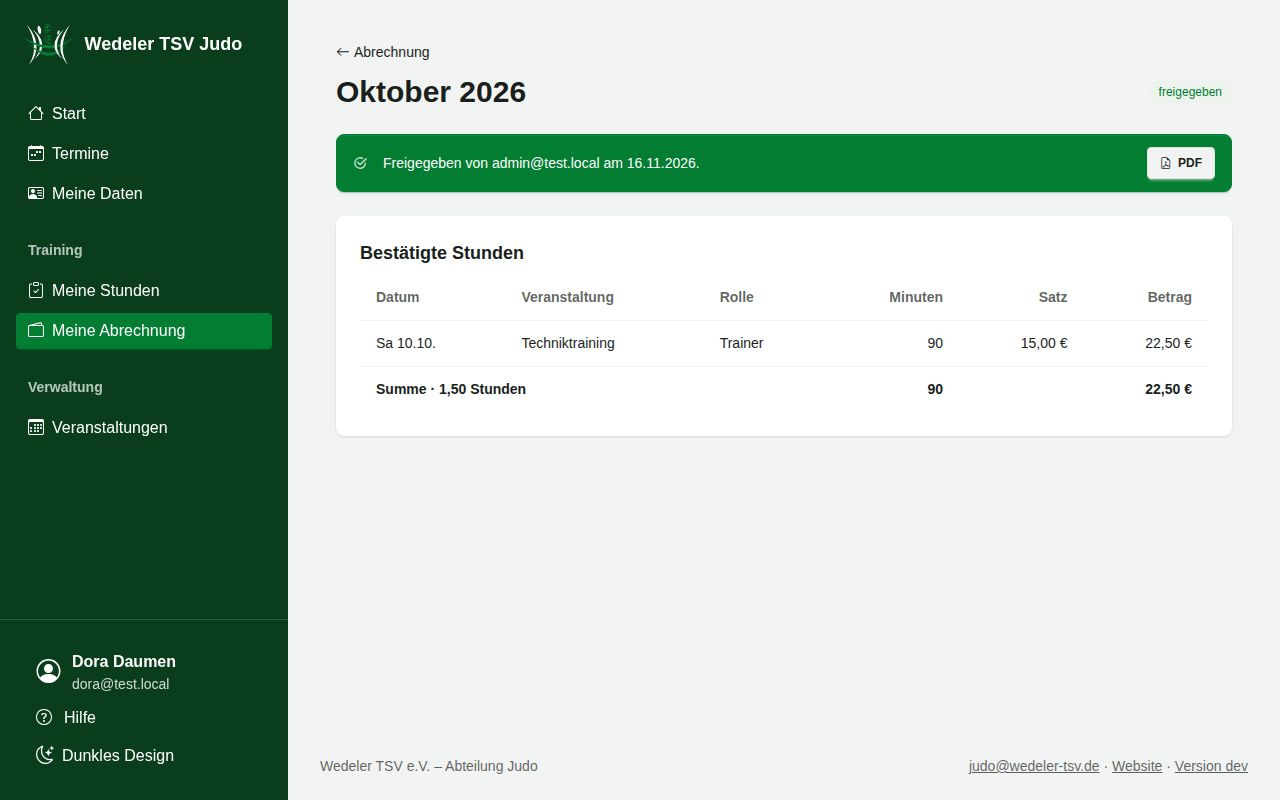 Wedeler TSV Judo
Start
Termine
Meine Daten
Training
Meine Stunden
Meine Abrechnung
Verwaltung
Veranstaltungen
Dora Daumen
dora@test.local
Hilfe
Dunkles Design
← Abrechnung
Oktober 2026
freigegeben
Freigegeben von admin@test.local am 16.11.2026.
PDF
Bestätigte Stunden
Datum Veranstaltung Rolle Minuten Satz Betrag
Sa 10.10. Techniktraining Trainer 90 15,00 € 22,50 €
Summe · 1,50 Stunden 90 22,50 €
Wedeler TSV e.V. – Abteilung Judo
judo@wedeler-tsv.de · Website · Version dev